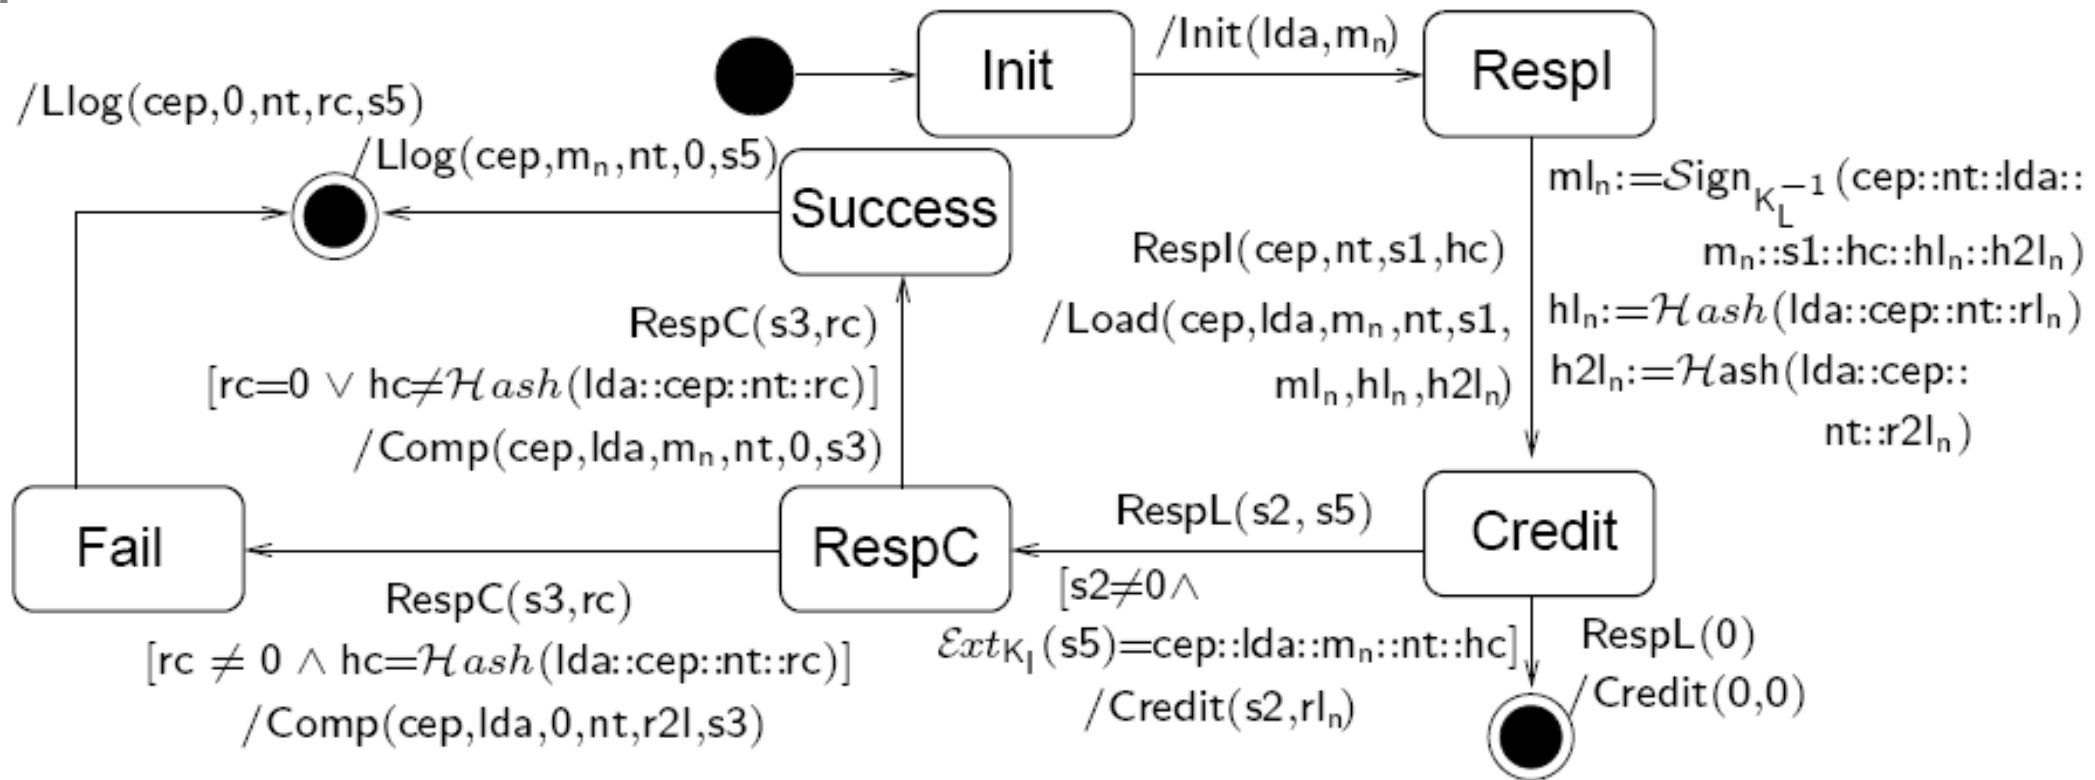 Init
/Init(lda,mₙ)
RespI
/Llog(cep,0,nt,rc,s5)
/Llog(cep,mₙ,nt,0,s5)
Success
mlₙ:=𝒮ign_{K_L^{−1}}(cep::nt::lda::
mₙ::s1::hc::hlₙ::h2lₙ)
hlₙ:=ℋash(lda::cep::nt::rlₙ)
h2lₙ:=ℋash(lda::cep::
nt::r2lₙ)
RespI(cep,nt,s1,hc)
/Load(cep,lda,mₙ,nt,s1,
mlₙ,hlₙ,h2lₙ)
RespC(s3,rc)
[rc=0 ∨ hc≠ℋash(lda::cep::nt::rc)]
/Comp(cep,lda,mₙ,nt,0,s3)
Fail
RespC
Credit
RespL(s2, s5)
[s2≠0∧
ℰxt_{K_I}(s5)=cep::lda::mₙ::nt::hc]
/Credit(s2,rlₙ)
RespC(s3,rc)
[rc ≠ 0 ∧ hc=ℋash(lda::cep::nt::rc)]
/Comp(cep,lda,0,nt,r2l,s3)
RespL(0)
/Credit(0,0)